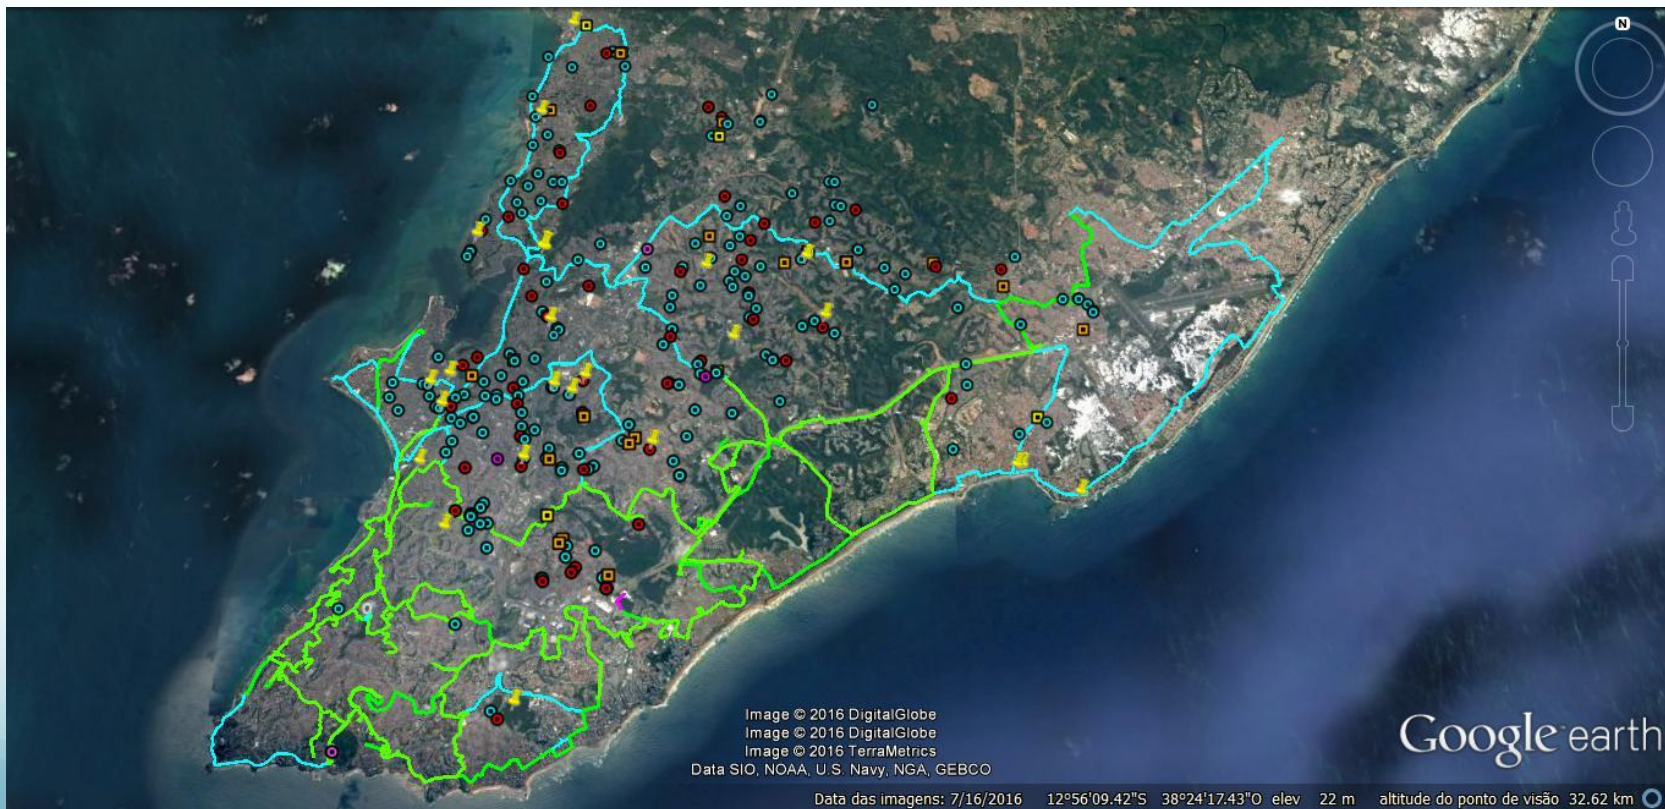 N
Image © 2016 DigitalGlobe
Image © 2016 DigitalGlobe
Image © 2016 TerraMetrics
Data SIO, NOAA, U.S. Navy, NGA, GEBCO
Google earth
Data das imagens: 7/16/2016 12°56'09.42"S 38°24'17.43"O elev 22 m altitude do ponto de visão 32.62 km